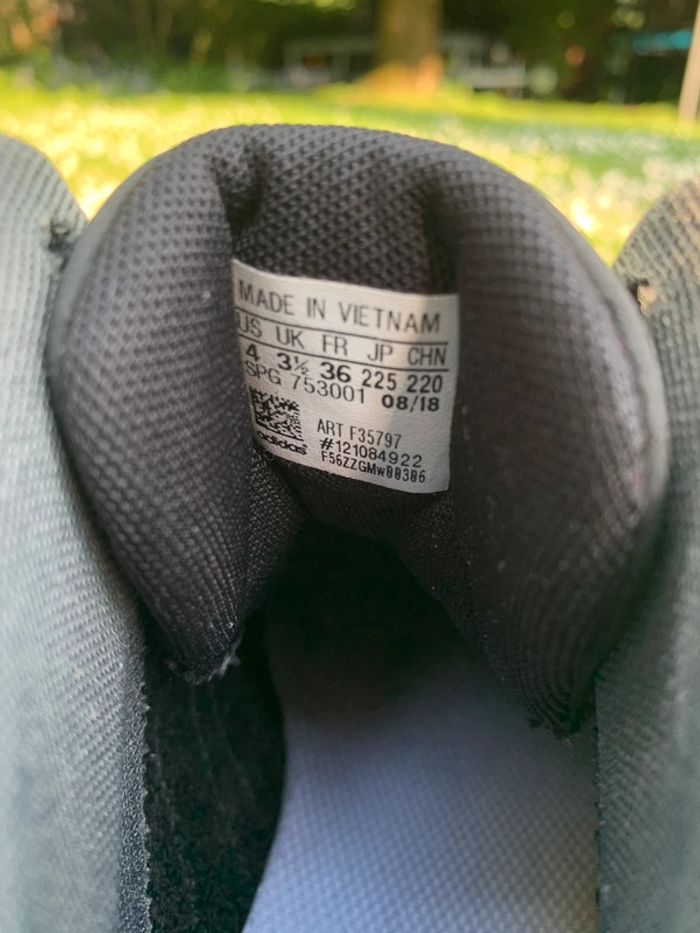 MADE IN VIETNAM
US UK FR JP CHN
4 3½ 36 225 220
SPG 753001 08/18
ART F35797
#121084922
adidas F56ZZGMw00306